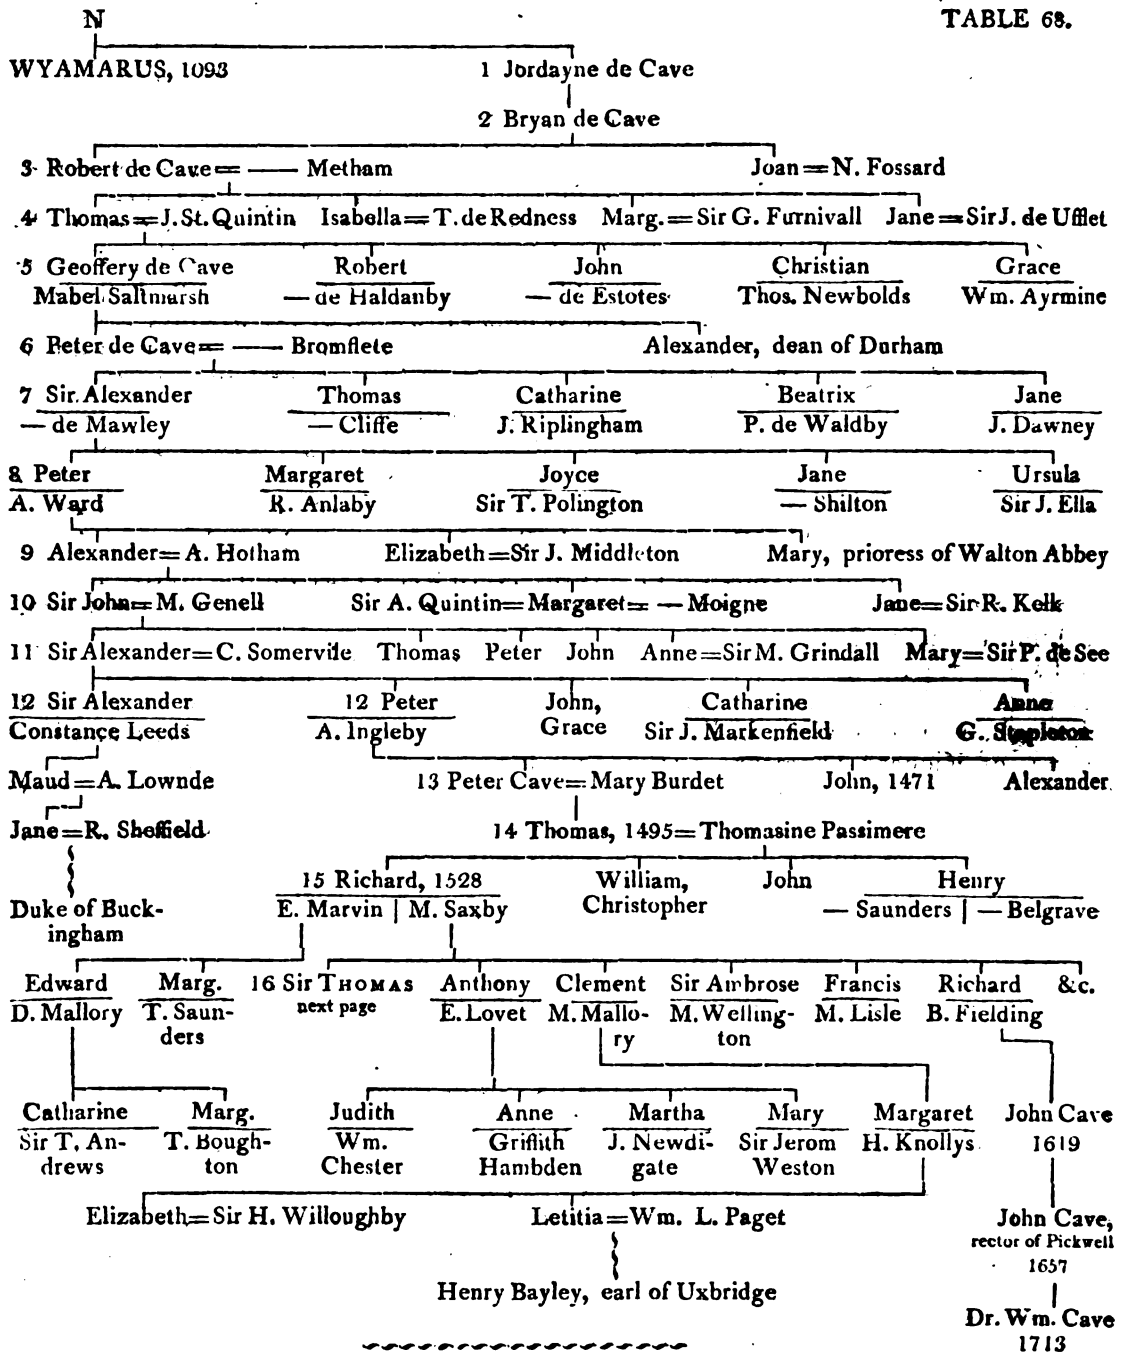 N TABLE 68.
WYAMARUS, 1093 1 Jordayne de Cave
2 Bryan de Cave
3 Robert de Cave = —— Metham Joan = N. Fossard
4 Thomas = J. St. Quintin Isabella = T. de Redness Marg. = Sir G. Furnivall Jane = Sir J. de Ufflet
5 Geoffery de Cave Robert John Christian Grace
Mabel Saltmarsh — de Haldanby — de Estotes Thos. Newbolds Wm. Ayrmine
6 Peter de Cave = —— Bromflete Alexander, dean of Durham
7 Sir Alexander Thomas Catharine Beatrix Jane
— de Mawley — Cliffe J. Riplingham P. de Waldby J. Dawney
8 Peter Margaret Joyce Jane Ursula
A. Ward R. Anlaby Sir T. Polington — Shilton Sir J. Ella
9 Alexander = A. Hotham Elizabeth = Sir J. Middleton Mary, prioress of Walton Abbey
10 Sir John = M. Genell Sir A. Quintin = Margaret = — Moigne Jane = Sir R. Kelk
11 Sir Alexander = C. Somervile Thomas Peter John Anne = Sir M. Grindall Mary = Sir P. de See
12 Sir Alexander 12 Peter John, Catharine Anne
Constance Leeds A. Ingleby Grace Sir J. Markenfield G. Stapleton
Maud = A. Lownde 13 Peter Cave = Mary Burdet John, 1471 Alexander
Jane = R. Sheffield 14 Thomas, 1495 = Thomasine Passimere
15 Richard, 1528 William, John Henry
Duke of Buck- E. Marvin | M. Saxby Christopher — Saunders | — Belgrave
ingham
Edward Marg. 16 Sir THOMAS Anthony Clement Sir Ambrose Francis Richard &c.
D. Mallory T. Saun- next page E. Lovet M. Mallo- M. Welling- M. Lisle B. Fielding
ders ry ton
Catharine Marg. Judith Anne Martha Mary Margaret John Cave
Sir T. An- T. Bough- Wm. Griffith J. Newdi- Sir Jerom H. Knollys 1619
drews ton Chester Hambden gate Weston
Elizabeth = Sir H. Willoughby Letitia = Wm. L. Paget John Cave,
rector of Pickwell
1657
Henry Bayley, earl of Uxbridge
Dr. Wm. Cave
1713